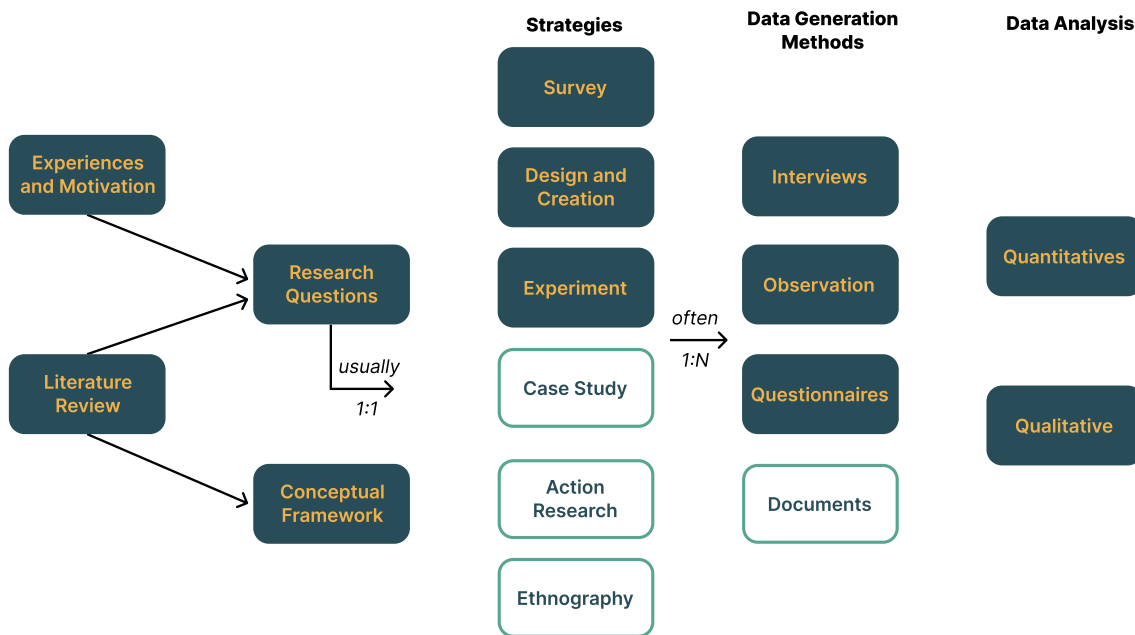 Strategies
Data Generation
Methods
Data Analysis
Survey
Experiences
and Motivation
Design and
Creation
Interviews
Quantitatives
Research
Questions
Experiment
Observation
usually
1:1
often
1:N
Literature
Review
Case Study
Questionnaires
Qualitative
Conceptual
Framework
Action
Research
Documents
Ethnography